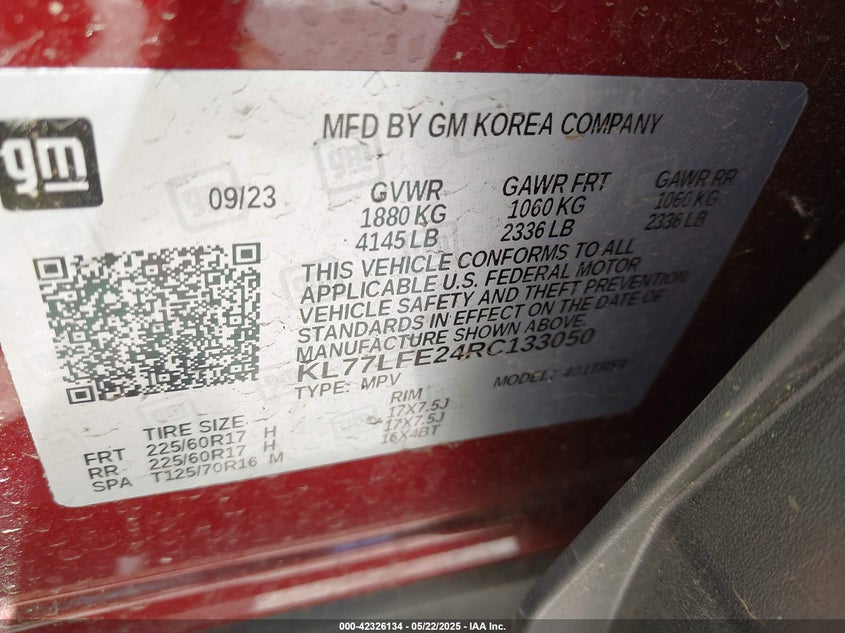 gm
MFD BY GM KOREA COMPANY
09/23
GVWR
1880 KG
4145 LB
GAWR FRT
1060 KG
2336 LB
GAWR RR
1060 KG
2336 LB
THIS VEHICLE CONFORMS TO ALL
APPLICABLE U.S. FEDERAL MOTOR
VEHICLE SAFETY AND THEFT PREVENTION
STANDARDS IN EFFECT ON THE DATE OF
MANUFACTURE SHOWN ABOVE.
KL77LFE24RC133050
TYPE: MPV
MODEL:
TIRE SIZE
RIM
FRT 225/60R17 H 17X7.5J
RR 225/60R17 H 17X7.5J
SPA T125/70R16 M 16X4BT
000-42326134 - 05/22/2025 - IAA Inc.